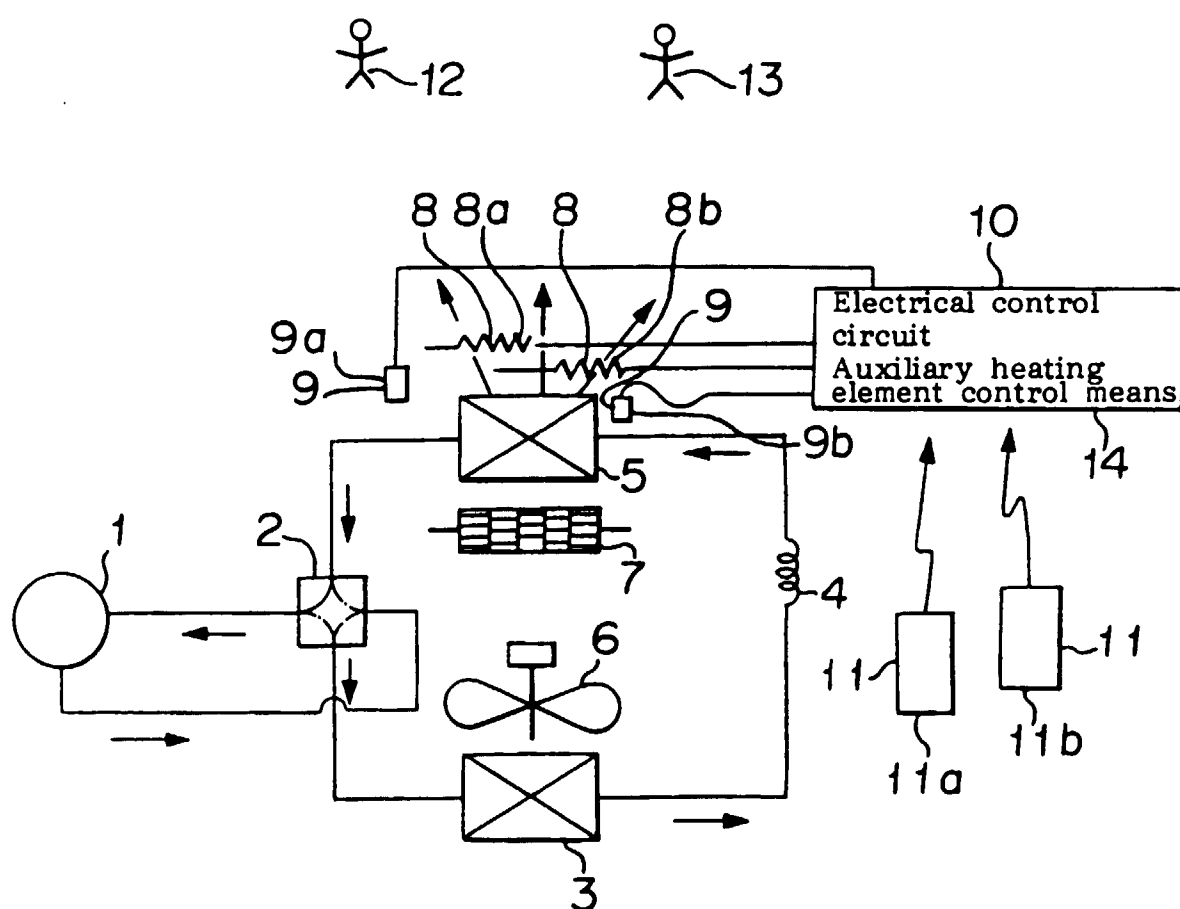 12
13
8 8a 8 8b
10
9
9a
9
Electrical control
circuit
Auxiliary heating
element control means
9b
14
5
1
2
7
4
6
11
11
11a
11b
3